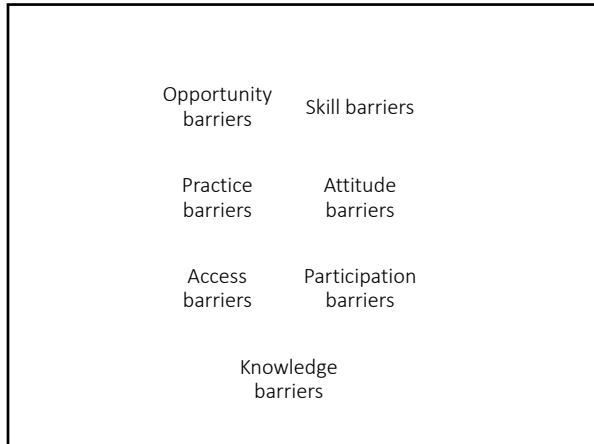 Opportunity
barriers
Skill barriers
Practice
barriers
Attitude
barriers
Access
barriers
Participation
barriers
Knowledge
barriers